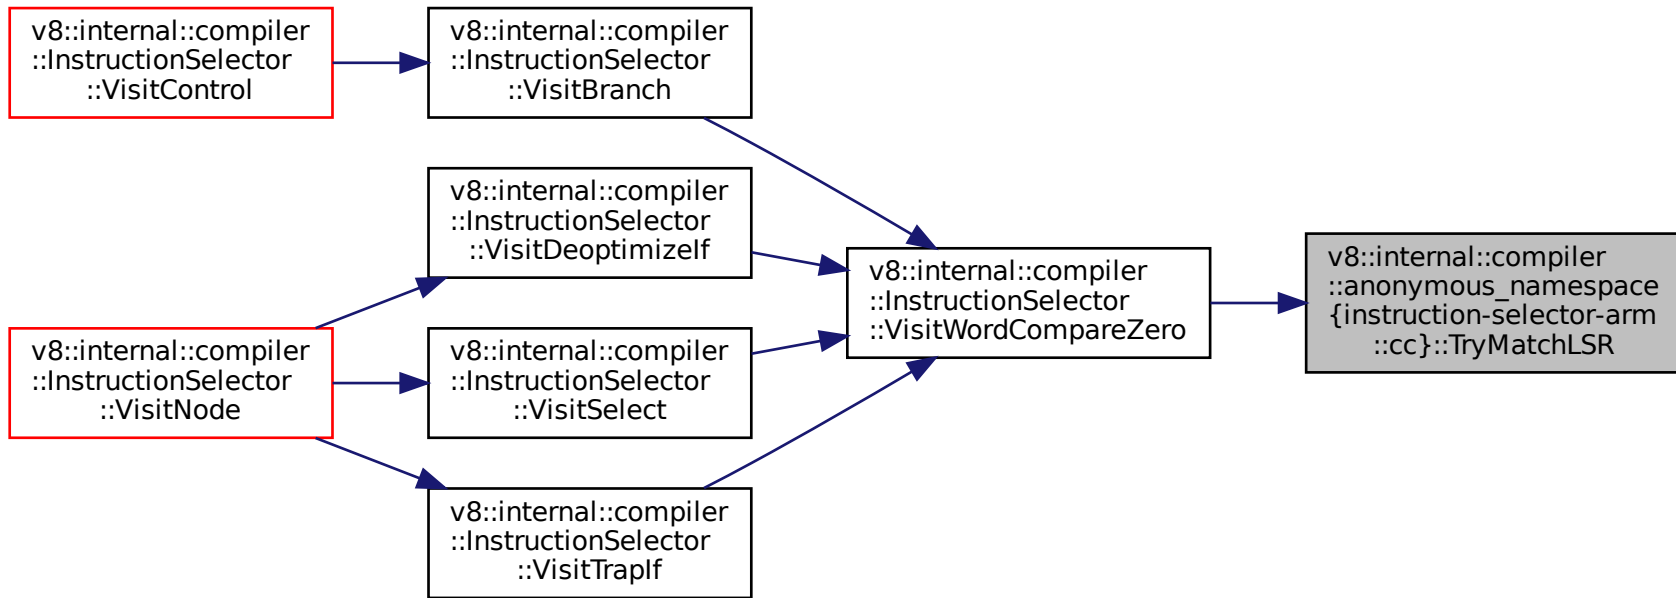 v8::internal::compiler
::InstructionSelector
::VisitControl
v8::internal::compiler
::InstructionSelector
::VisitBranch
v8::internal::compiler
::InstructionSelector
::VisitDeoptimizeIf
v8::internal::compiler
::InstructionSelector
::VisitWordCompareZero
v8::internal::compiler
::anonymous_namespace
{instruction-selector-arm
::cc}::TryMatchLSR
v8::internal::compiler
::InstructionSelector
::VisitNode
v8::internal::compiler
::InstructionSelector
::VisitSelect
v8::internal::compiler
::InstructionSelector
::VisitTrapIf